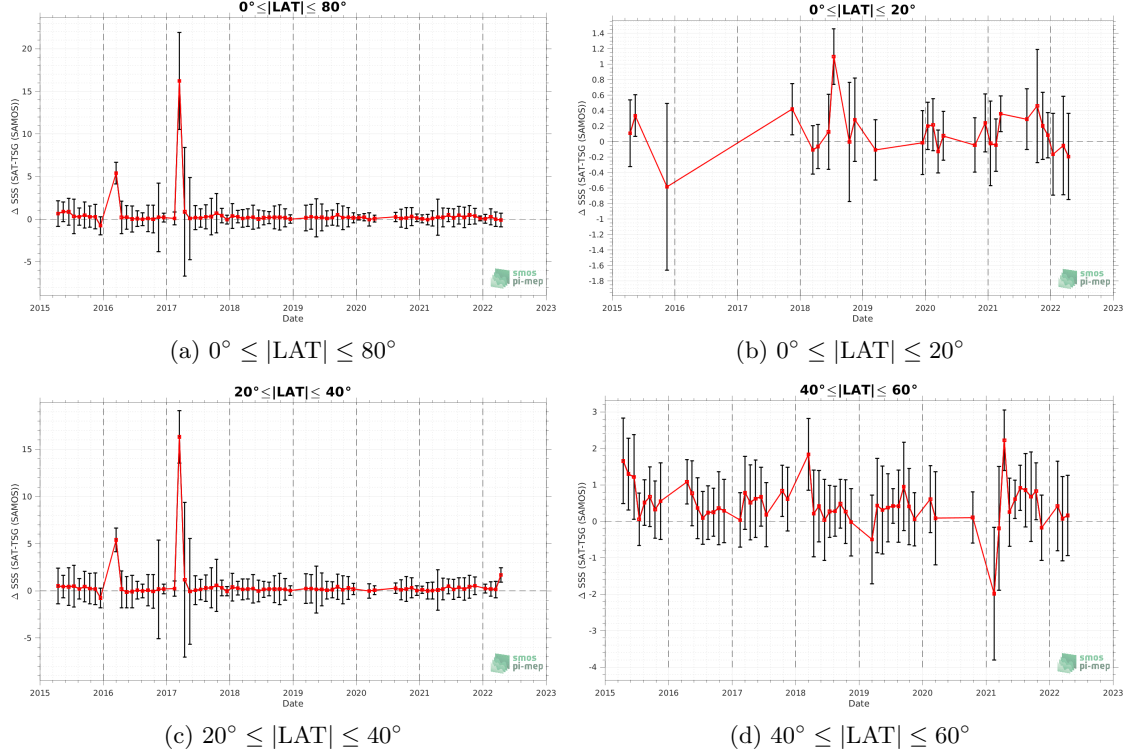 0°≤|LAT|≤ 80°
Δ SSS (SAT-TSG (SAMOS))
20
15
10
5
0
-5
2015 2016 2017 2018 2019 2020 2021 2022 2023
Date
smos
pi-mep
(a) 0° ≤ |LAT| ≤ 80°
0°≤|LAT|≤ 20°
Δ SSS (SAT-TSG (SAMOS))
1.4
1.2
1
0.8
0.6
0.4
0.2
0
-0.2
-0.4
-0.6
-0.8
-1
-1.2
-1.4
-1.6
-1.8
2015 2016 2017 2018 2019 2020 2021 2022 2023
Date
smos
pi-mep
(b) 0° ≤ |LAT| ≤ 20°
20°≤|LAT|≤ 40°
Δ SSS (SAT-TSG (SAMOS))
15
10
5
0
-5
2015 2016 2017 2018 2019 2020 2021 2022 2023
Date
smos
pi-mep
(c) 20° ≤ |LAT| ≤ 40°
40°≤|LAT|≤ 60°
Δ SSS (SAT-TSG (SAMOS))
3
2
1
0
-1
-2
-3
-4
2015 2016 2017 2018 2019 2020 2021 2022 2023
Date
smos
pi-mep
(d) 40° ≤ |LAT| ≤ 60°